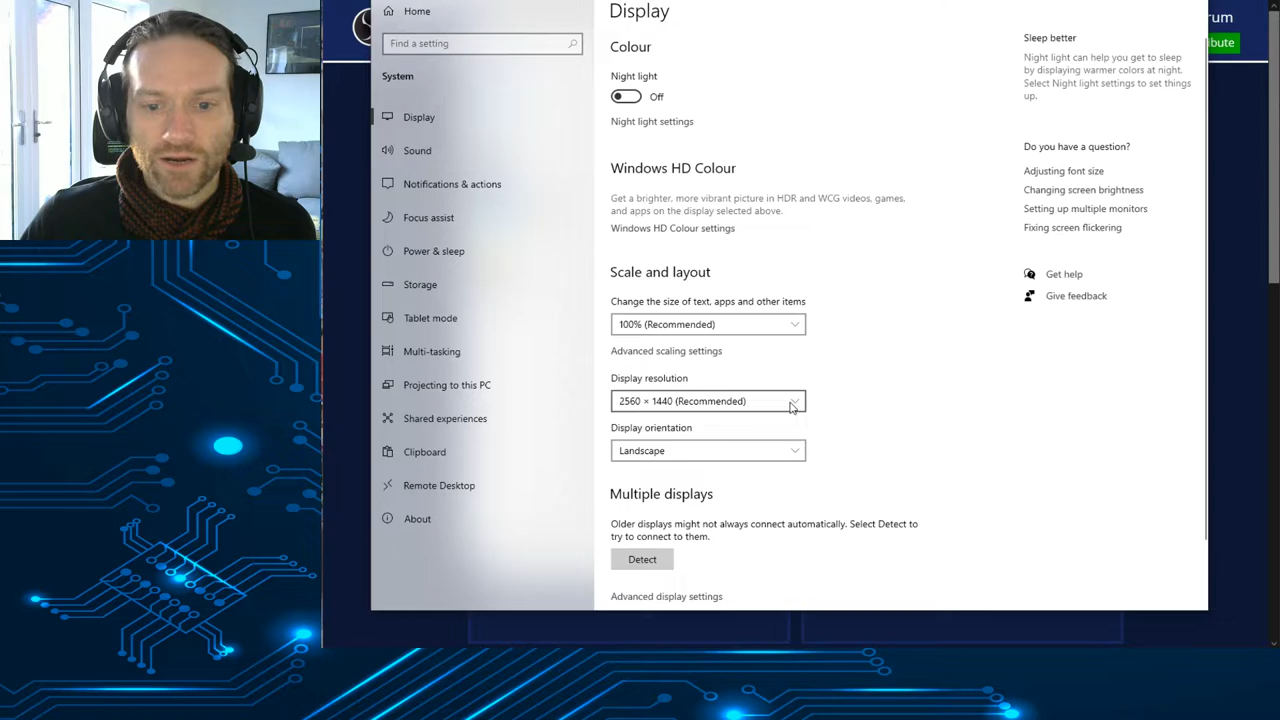 Home
Find a setting
System
Display
Sound
Notifications & actions
Focus assist
Power & sleep
Storage
Tablet mode
Multi-tasking
Projecting to this PC
Shared experiences
Clipboard
Remote Desktop
About
Display
Colour
Night light
Off
Night light settings
Windows HD Colour
Get a brighter, more vibrant picture in HDR and WCG videos, games,
and apps on the display selected above.
Windows HD Colour settings
Scale and layout
Change the size of text, apps and other items
100% (Recommended)
Advanced scaling settings
Display resolution
2560 × 1440 (Recommended)
Display orientation
Landscape
Multiple displays
Older displays might not always connect automatically. Select Detect to
try to connect to them.
Detect
Advanced display settings
Sleep better
Night light can help you get to sleep
by displaying warmer colors at night.
Select Night light settings to set things
up.
Do you have a question?
Adjusting font size
Changing screen brightness
Setting up multiple monitors
Fixing screen flickering
Get help
Give feedback
rum
bute